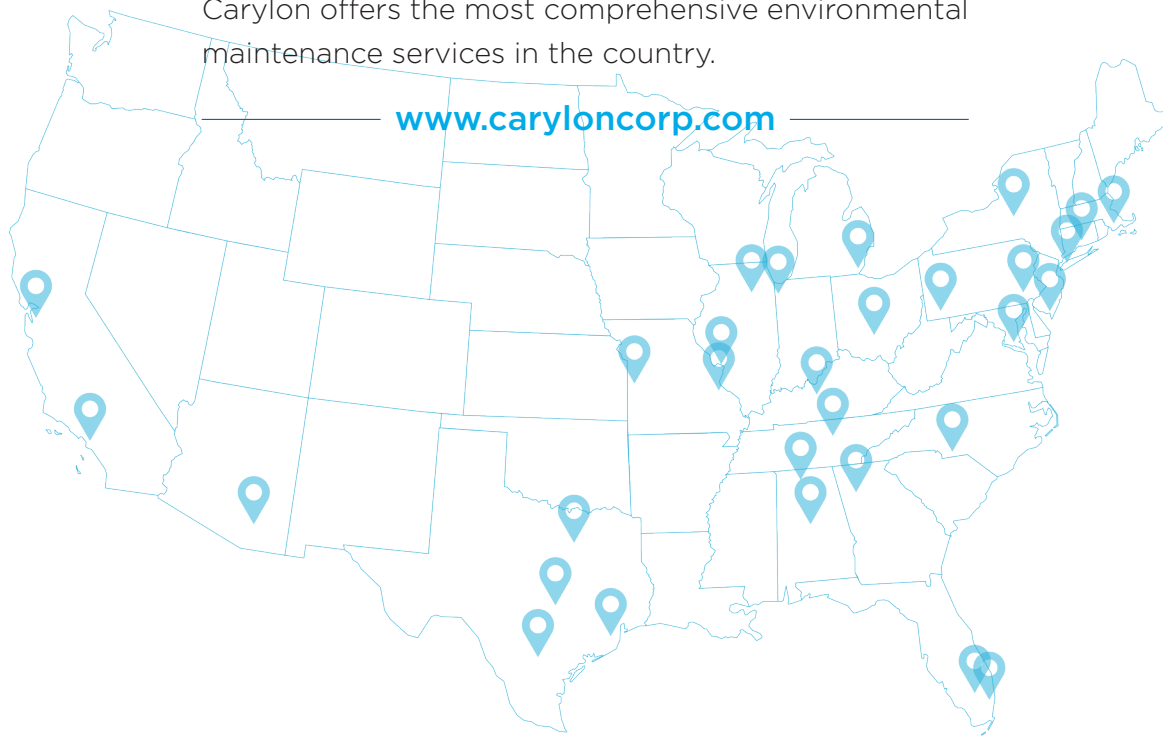 Carylon offers the most comprehensive environmental
maintenance services in the country.
www.caryloncorp.com